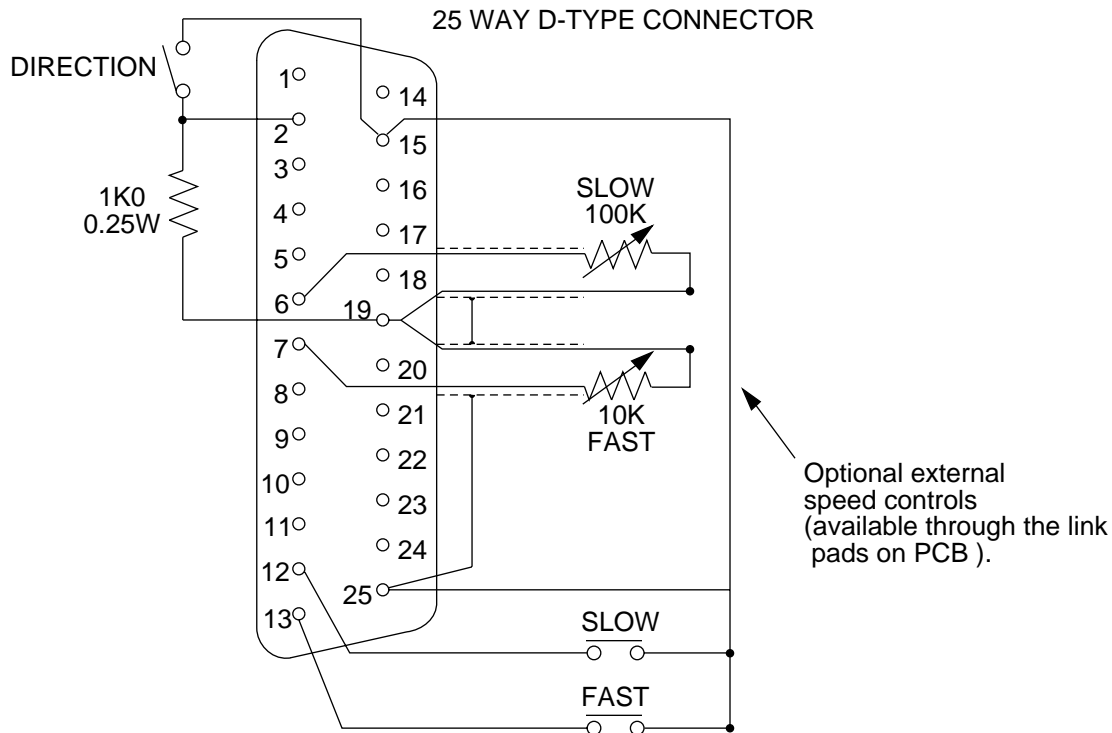 25 WAY D-TYPE CONNECTOR
DIRECTION
1
14
2
15
3
16
1K0
0.25W
4
17
SLOW
100K
5
18
6
19
7
20
8
21
10K
FAST
9
22
10
23
11
24
12
25
13
Optional external
speed controls
(available through the link
pads on PCB ).
SLOW
FAST